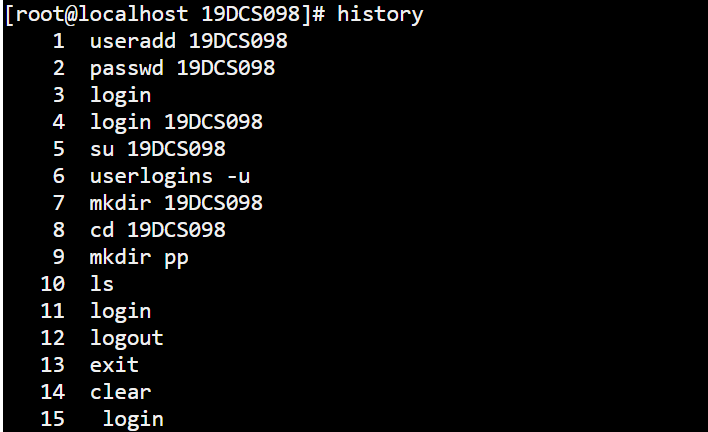 [root@localhost 19DCS098]# history
    1  useradd 19DCS098
    2  passwd 19DCS098
    3  login
    4  login 19DCS098
    5  su 19DCS098
    6  userlogins -u
    7  mkdir 19DCS098
    8  cd 19DCS098
    9  mkdir pp
   10  ls
   11  login
   12  logout
   13  exit
   14  clear
   15   login